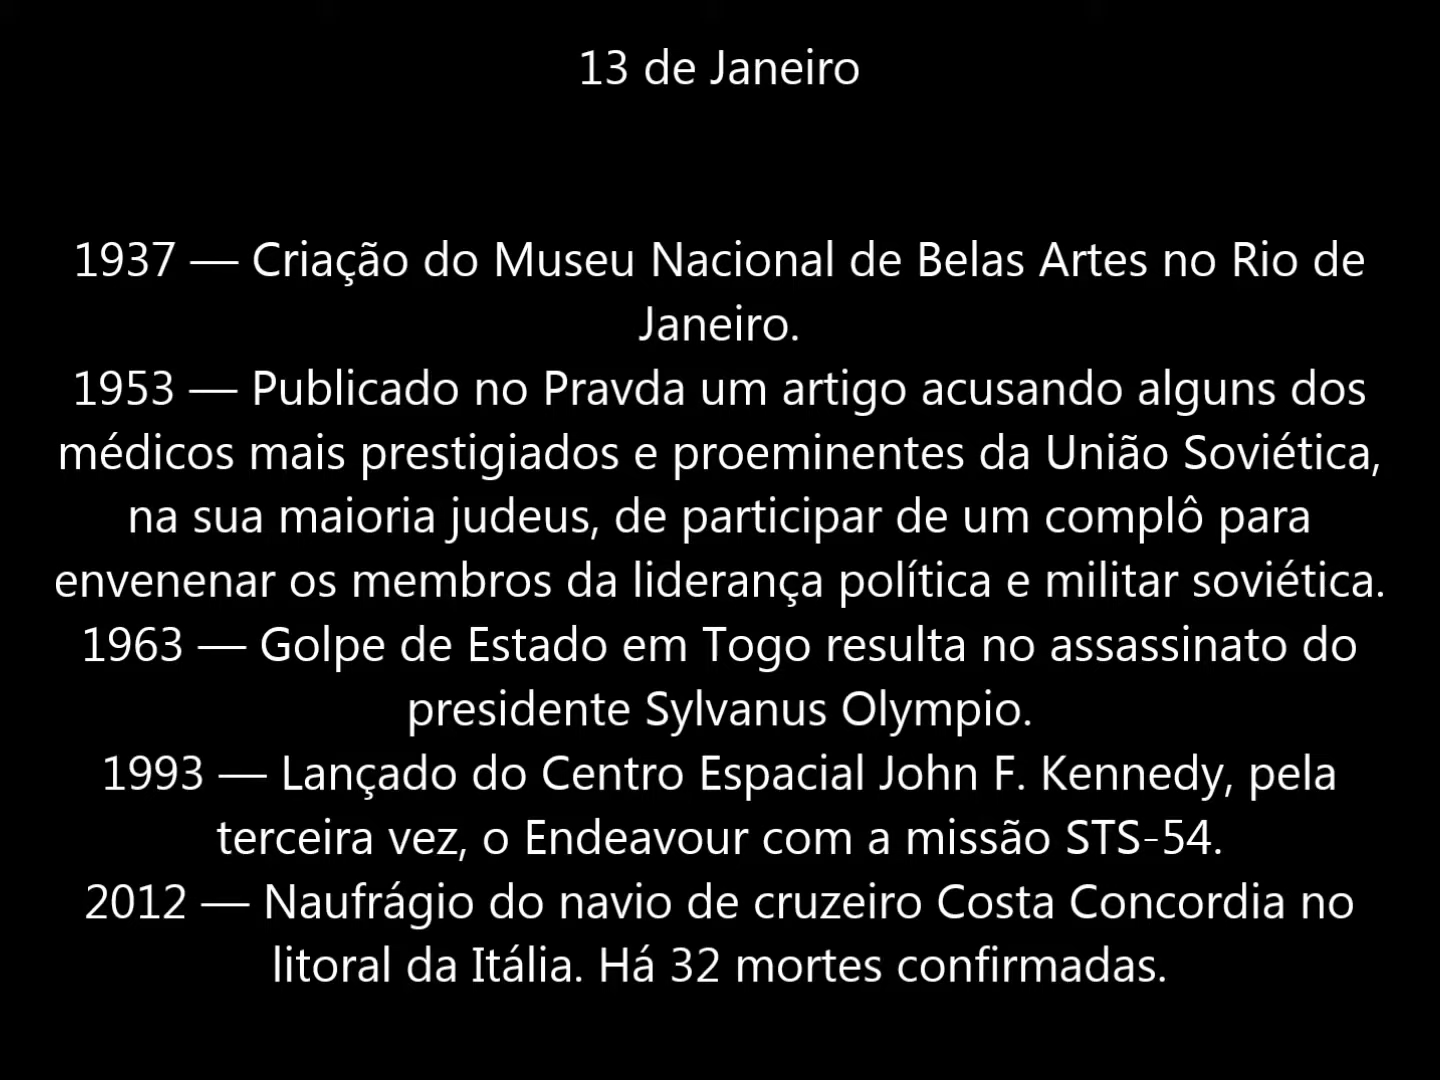 13 de Janeiro
1937 — Criação do Museu Nacional de Belas Artes no Rio de
Janeiro.
1953 — Publicado no Pravda um artigo acusando alguns dos
médicos mais prestigiados e proeminentes da União Soviética,
na sua maioria judeus, de participar de um complô para
envenenar os membros da liderança política e militar soviética.
1963 — Golpe de Estado em Togo resulta no assassinato do
presidente Sylvanus Olympio.
1993 — Lançado do Centro Espacial John F. Kennedy, pela
terceira vez, o Endeavour com a missão STS-54.
2012 — Naufrágio do navio de cruzeiro Costa Concordia no
litoral da Itália. Há 32 mortes confirmadas.